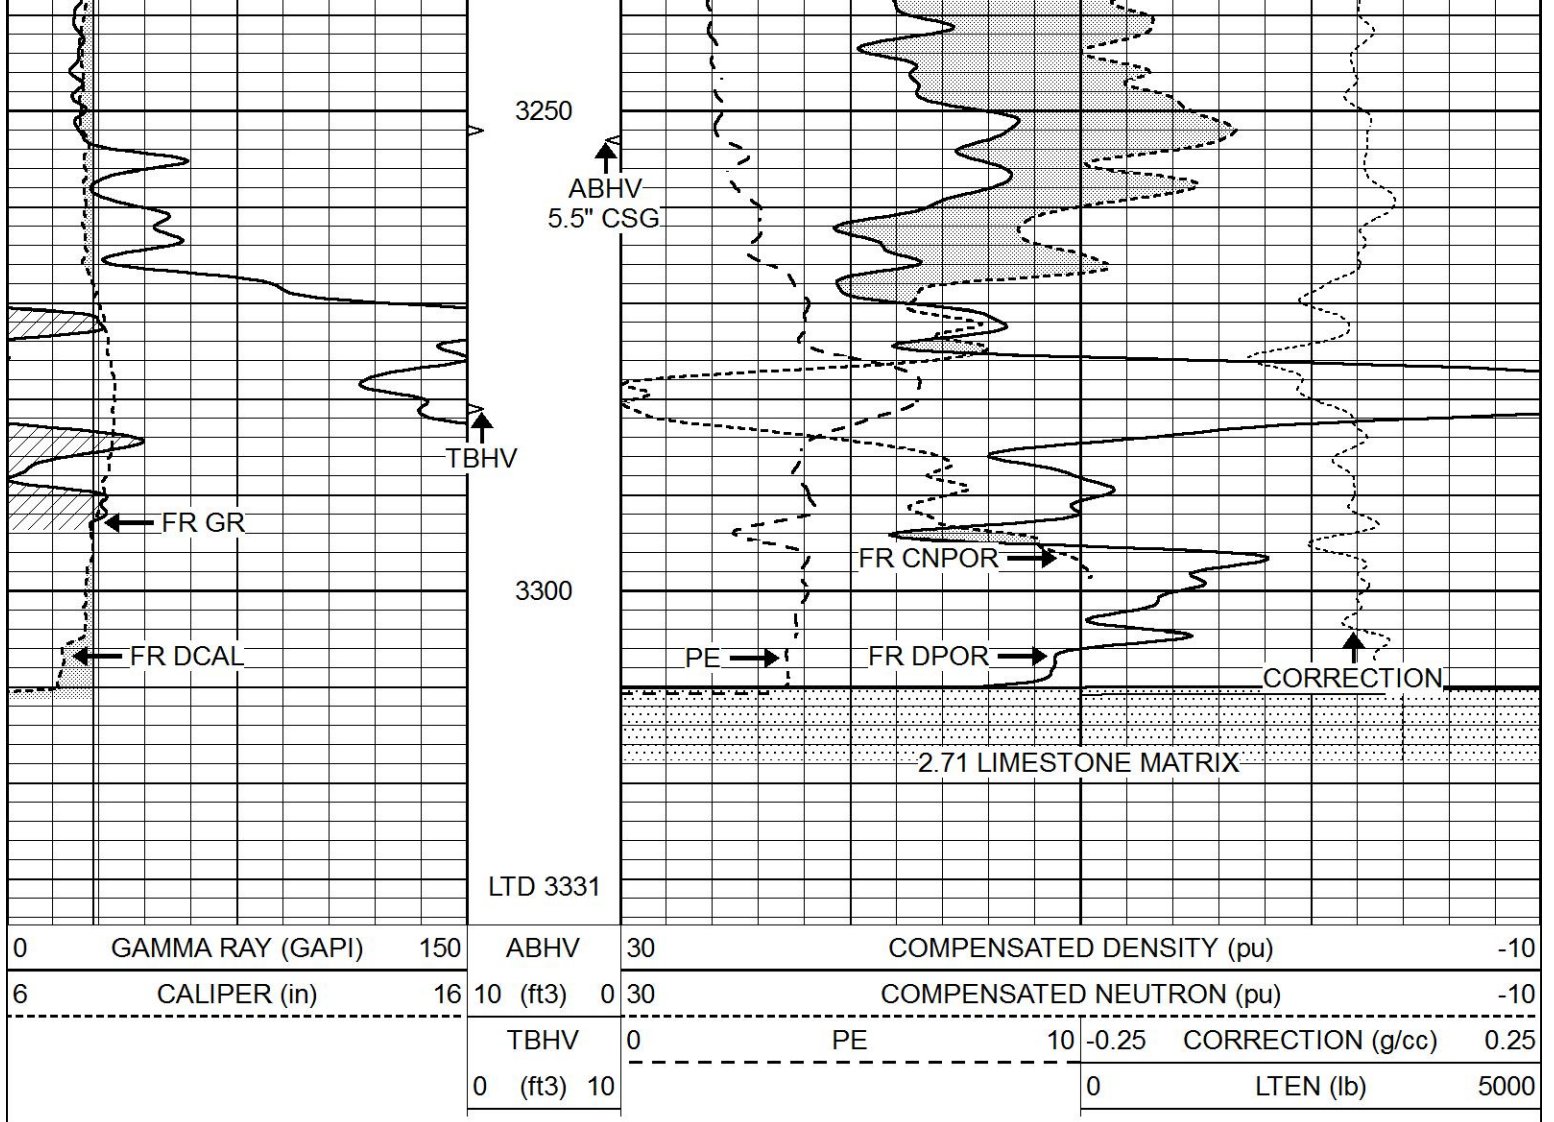 3250
ABHV
5.5" CSG
TBHV
FR GR
FR CNPOR
3300
FR DCAL
PE
FR DPOR
CORRECTION
2.71 LIMESTONE MATRIX
LTD 3331
0 GAMMA RAY (GAPI) 150 ABHV 30 COMPENSATED DENSITY (pu) -10
6 CALIPER (in) 16 10 (ft3) 0 30 COMPENSATED NEUTRON (pu) -10
TBHV 0 PE 10 -0.25 CORRECTION (g/cc) 0.25
0 (ft3) 10 0 LTEN (lb) 5000